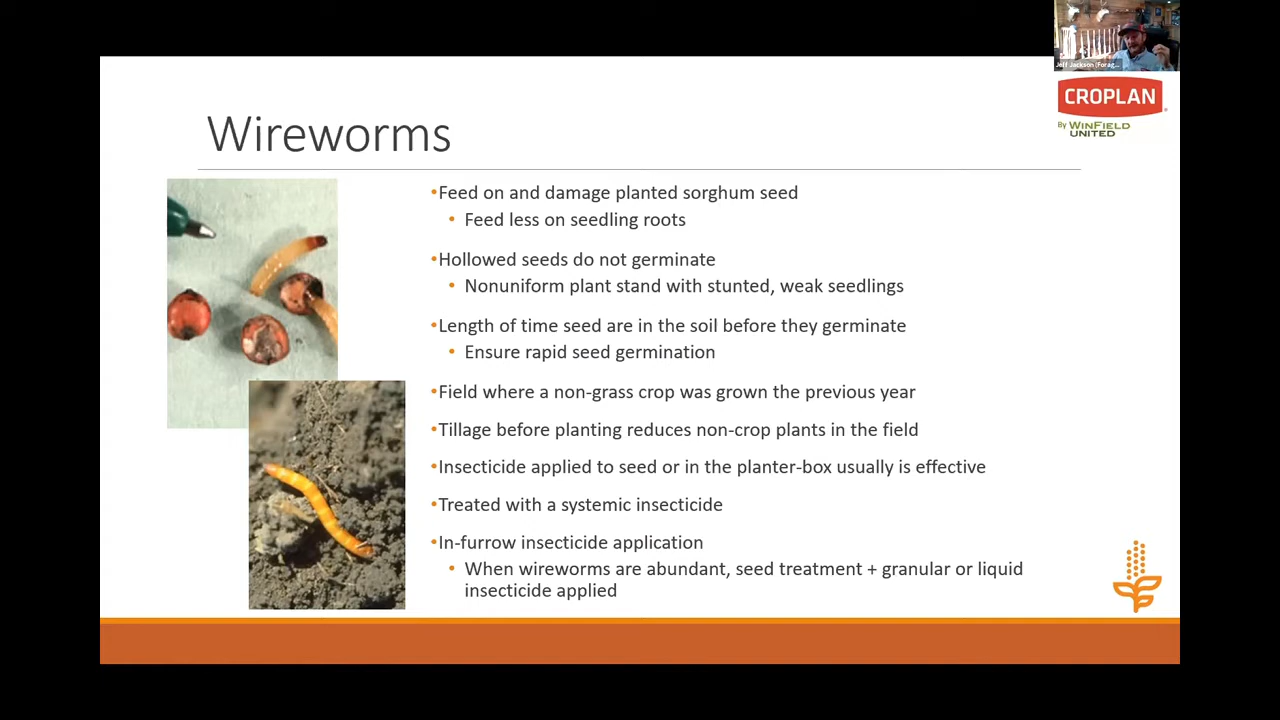 Jeff Jackson (Forag...
CROPLAN
By WINFIELD
UNITED
Wireworms
•Feed on and damage planted sorghum seed
• Feed less on seedling roots
•Hollowed seeds do not germinate
• Nonuniform plant stand with stunted, weak seedlings
•Length of time seed are in the soil before they germinate
• Ensure rapid seed germination
•Field where a non-grass crop was grown the previous year
•Tillage before planting reduces non-crop plants in the field
•Insecticide applied to seed or in the planter-box usually is effective
•Treated with a systemic insecticide
•In-furrow insecticide application
• When wireworms are abundant, seed treatment + granular or liquid
insecticide applied